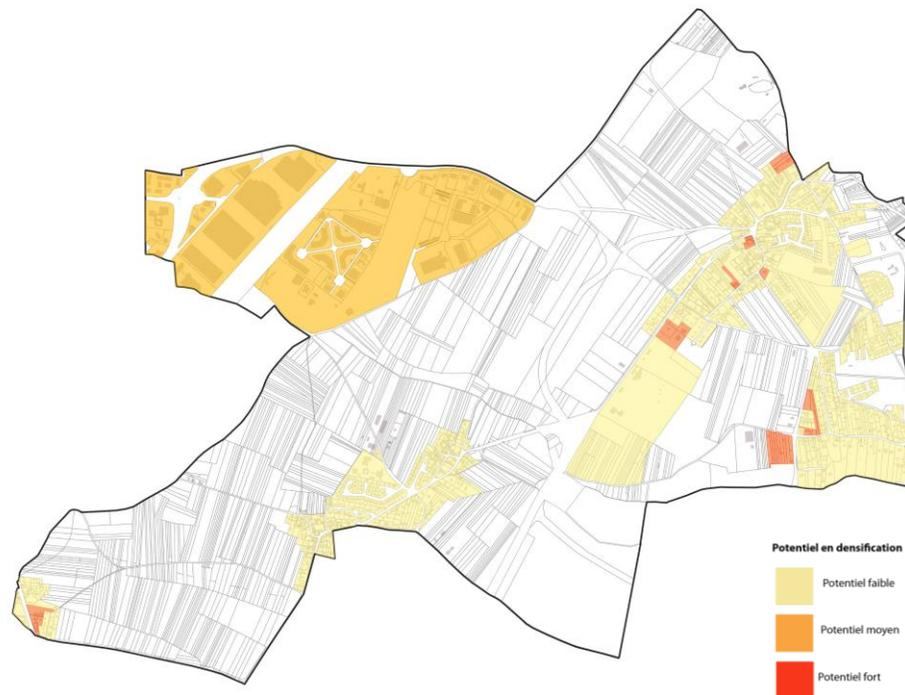 Potentiel en densification
Potentiel faible
Potentiel moyen
Potentiel fort